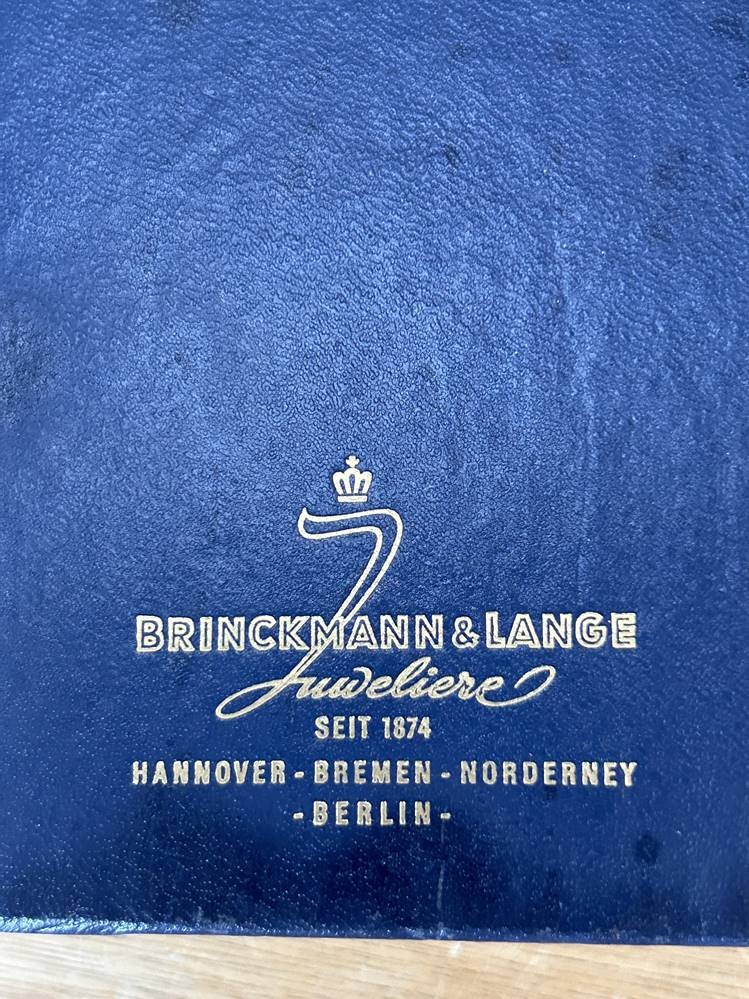 BRINCKMANN & LANGE
Juweliere
SEIT 1874
HANNOVER - BREMEN - NORDERNEY
- BERLIN -